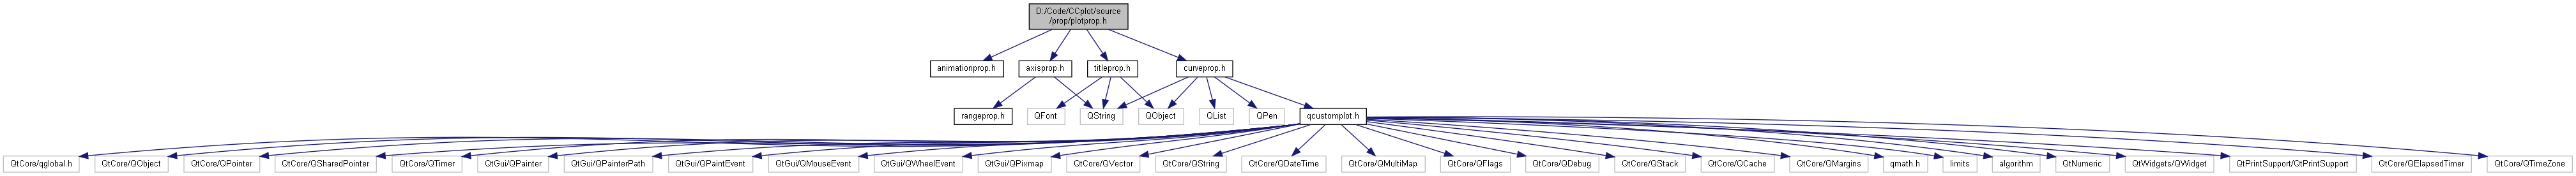 D:/Code/CCplot/source
/prop/plotprop.h
animationprop.h
axisprop.h
titleprop.h
curveprop.h
rangeprop.h
QFont
QString
QObject
QList
QPen
qcustomplot.h
QtCore/qglobal.h
QtCore/QObject
QtCore/QPointer
QtCore/QSharedPointer
QtCore/QTimer
QtGui/QPainter
QtGui/QPainterPath
QtGui/QPaintEvent
QtGui/QMouseEvent
QtGui/QWheelEvent
QtGui/QPixmap
QtCore/QVector
QtCore/QString
QtCore/QDateTime
QtCore/QMultiMap
QtCore/QFlags
QtCore/QDebug
QtCore/QStack
QtCore/QCache
QtCore/QMargins
qmath.h
limits
algorithm
QtNumeric
QtWidgets/QWidget
QtPrintSupport/QtPrintSupport
QtCore/QElapsedTimer
QtCore/QTimeZone